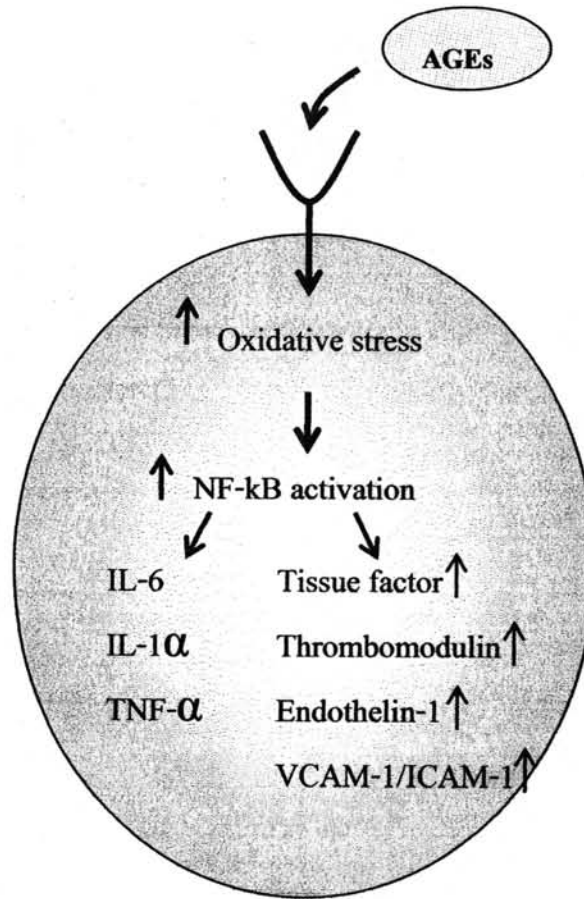 AGEs
↑ Oxidative stress
↑ NF-kB activation
IL-6
IL-1α
TNF-α
Tissue factor ↑
Thrombomodulin ↑
Endothelin-1 ↑
VCAM-1/ICAM-1 ↑